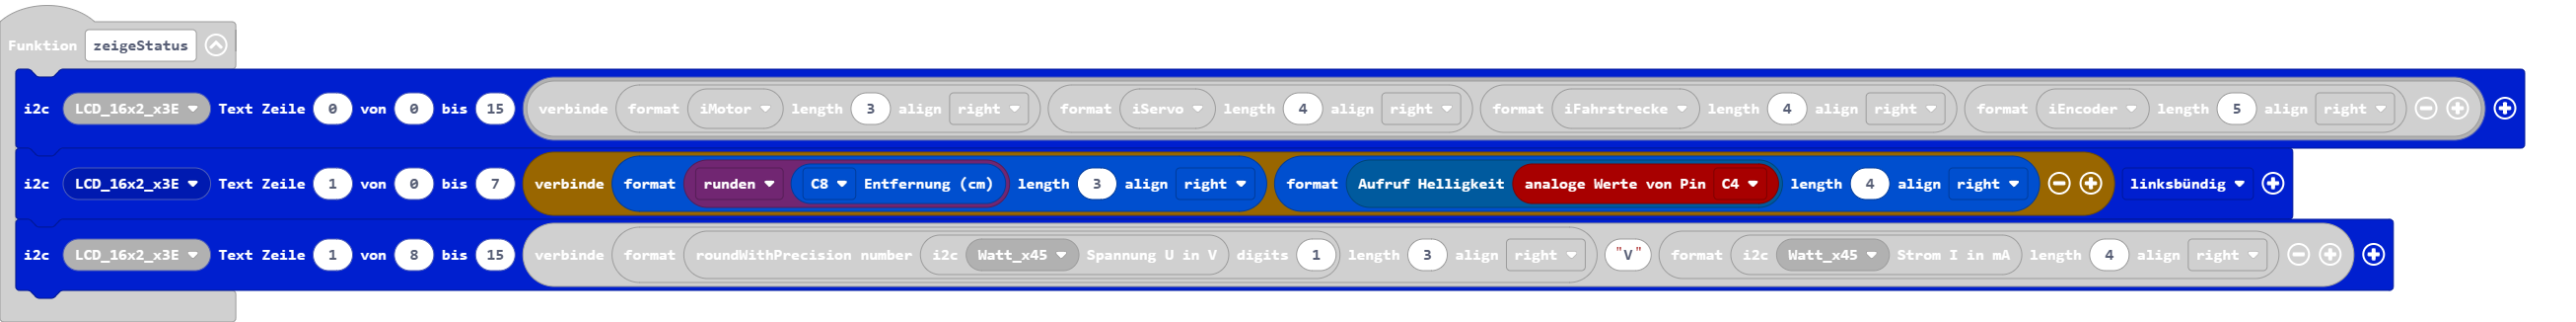 Funktion zeigeStatus
i2c LCD_16x2_x3E Text Zeile 0 von 0 bis 15 verbinde format iMotor length 3 align right format iServo length 4 align right format iFahrstrecke length 4 align right format iEncoder length 5 align right
i2c LCD_16x2_x3E Text Zeile 1 von 0 bis 7 verbinde format runden C8 Entfernung (cm) length 3 align right format Aufruf Helligkeit analoge Werte von Pin C4 length 4 align right linksbündig
i2c LCD_16x2_x3E Text Zeile 1 von 8 bis 15 verbinde format roundWithPrecision number i2c Watt_x45 Spannung U in V digits 1 length 3 align right "V" format i2c Watt_x45 Strom I in mA length 4 align right